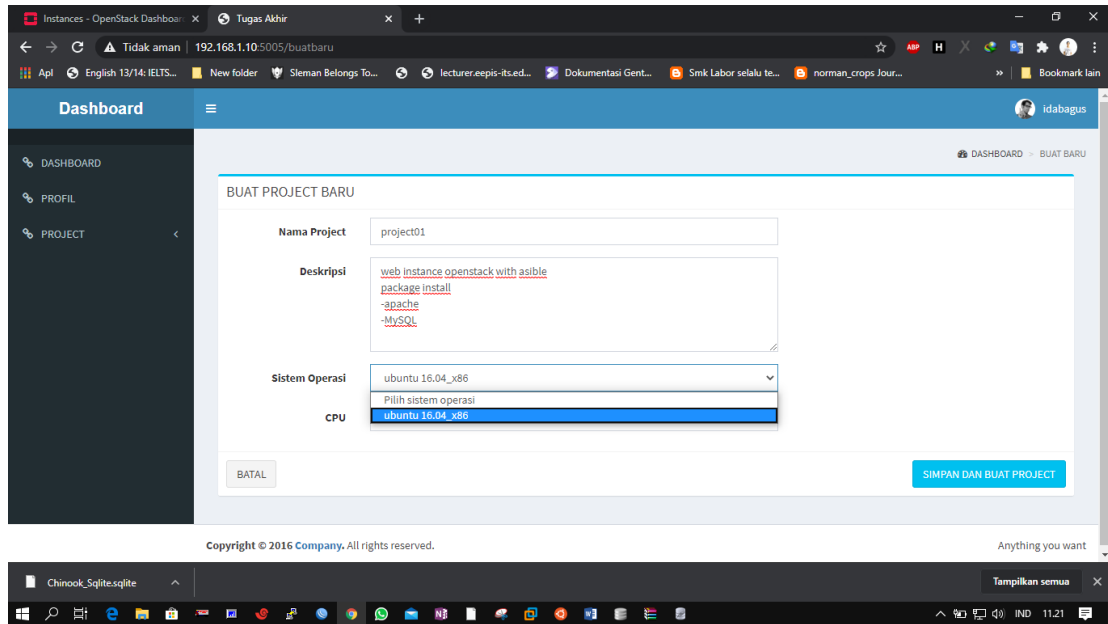 Instances - OpenStack Dashboar
Tugas Akhir
Tidak aman
192.168.1.10:5005/buatbaru
ABP
H
Apl
English 13/14: IELTS...
New folder
Sleman Belongs To...
lecturer.eepis-its.ed...
Dokumentasi Gent...
Smk Labor selalu te...
norman_crops Jour...
»
Bookmark lain
Dashboard
idabagus
DASHBOARD
PROFIL
PROJECT
DASHBOARD > BUAT BARU
BUAT PROJECT BARU
Nama Project
project01
Deskripsi
web instance openstack with asible
package install
-apache
-MySQL
Sistem Operasi
ubuntu 16.04_x86
Pilih sistem operasi
ubuntu 16.04_x86
CPU
BATAL
SIMPAN DAN BUAT PROJECT
Copyright © 2016 Company. All rights reserved.
Anything you want
Chinook_Sqlite.sqlite
Tampilkan semua
IND
11.21